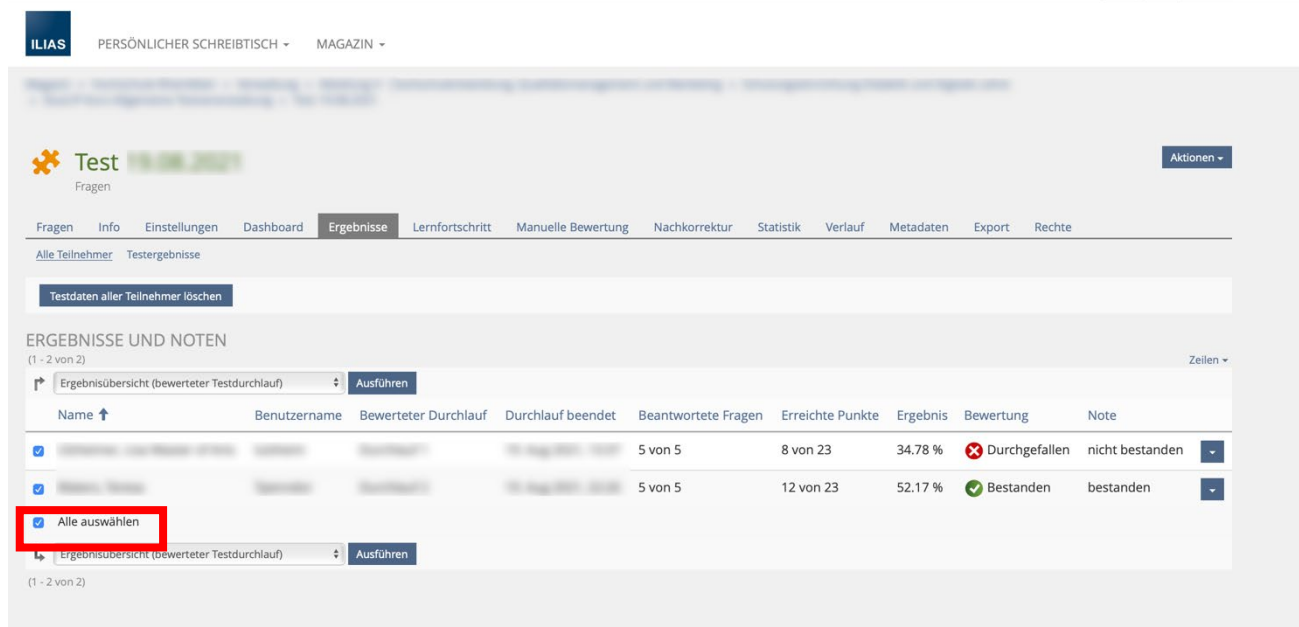 ILIAS PERSÖNLICHER SCHREIBTISCH MAGAZIN
Test
Aktionen
Fragen
Fragen Info Einstellungen Dashboard Ergebnisse Lernfortschritt Manuelle Bewertung Nachkorrektur Statistik Verlauf Metadaten Export Rechte
Alle Teilnehmer Testergebnisse
Testdaten aller Teilnehmer löschen
ERGEBNISSE UND NOTEN
(1 - 2 von 2)
Zeilen
Ergebnisübersicht (bewerteter Testdurchlauf) Ausführen
Name Benutzername Bewerteter Durchlauf Durchlauf beendet Beantwortete Fragen Erreichte Punkte Ergebnis Bewertung Note
5 von 5 8 von 23 34.78 % Durchgefallen nicht bestanden
5 von 5 12 von 23 52.17 % Bestanden bestanden
Alle auswählen
Ergebnisübersicht (bewerteter Testdurchlauf) Ausführen
(1 - 2 von 2)